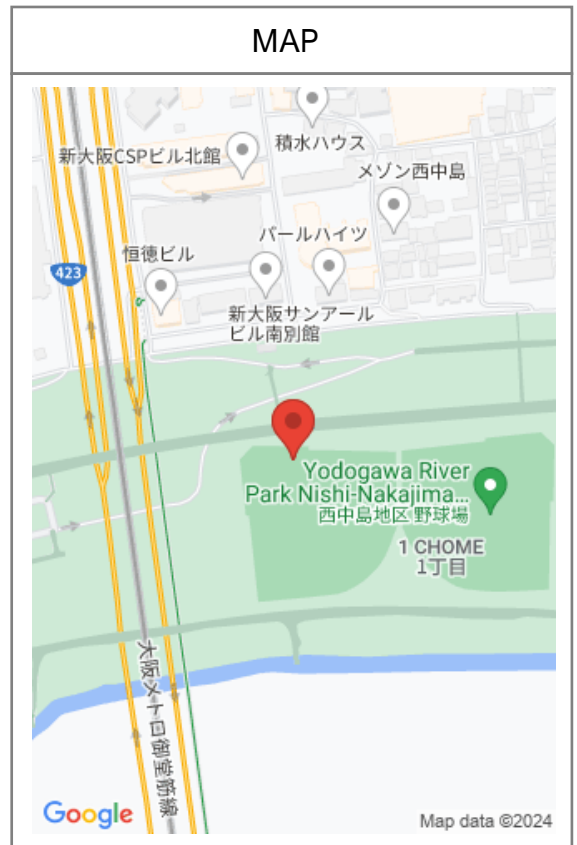 MAP
積水ハウス
新大阪CSPビル北館
メゾン西中島
パールハイツ
恒徳ビル
423
新大阪サンアール
ビル南別館
Yodogawa River
Park Nishi-Nakajima...
西中島地区 野球場
1 CHOME
1丁目
大阪メトロ御堂筋線
Google
Map data ©2024